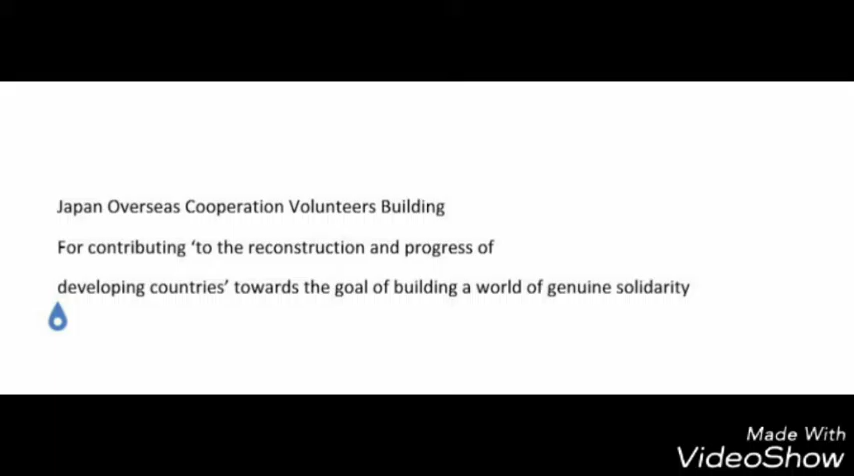 Japan Overseas Cooperation Volunteers Building
For contributing ‘to the reconstruction and progress of
developing countries’ towards the goal of building a world of genuine solidarity
Made With
VideoShow